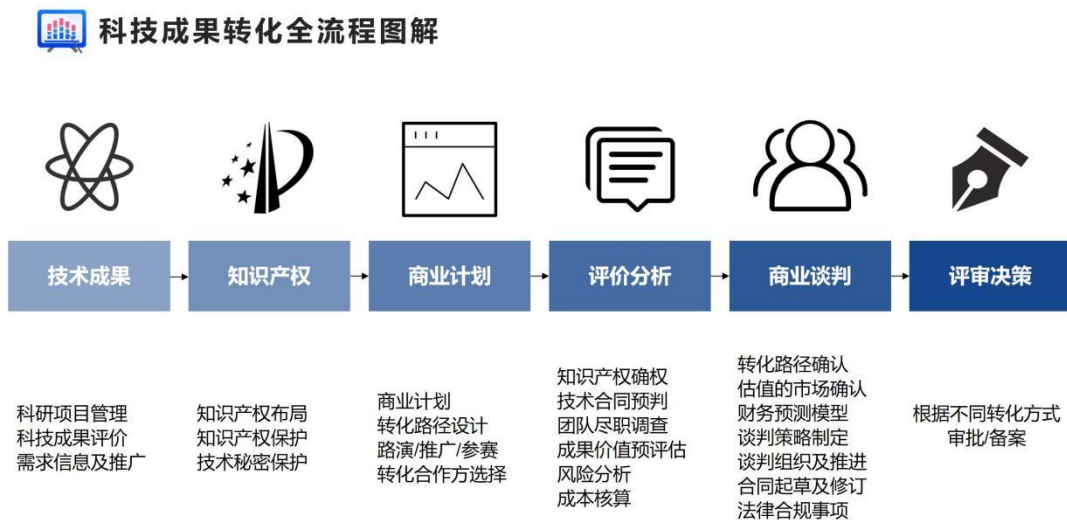 科技成果转化全流程图解
技术成果
知识产权
商业计划
评价分析
商业谈判
评审决策
科研项目管理
科技成果评价
需求信息及推广
知识产权布局
知识产权保护
技术秘密保护
商业计划
转化路径设计
路演/推广/参赛
转化合作方选择
知识产权确权
技术合同预判
团队尽职调查
成果价值预评估
风险分析
成本核算
转化路径确认
估值的市场确认
财务预测模型
谈判策略制定
谈判组织及推进
合同起草及修订
法律合规事项
根据不同转化方式
审批/备案